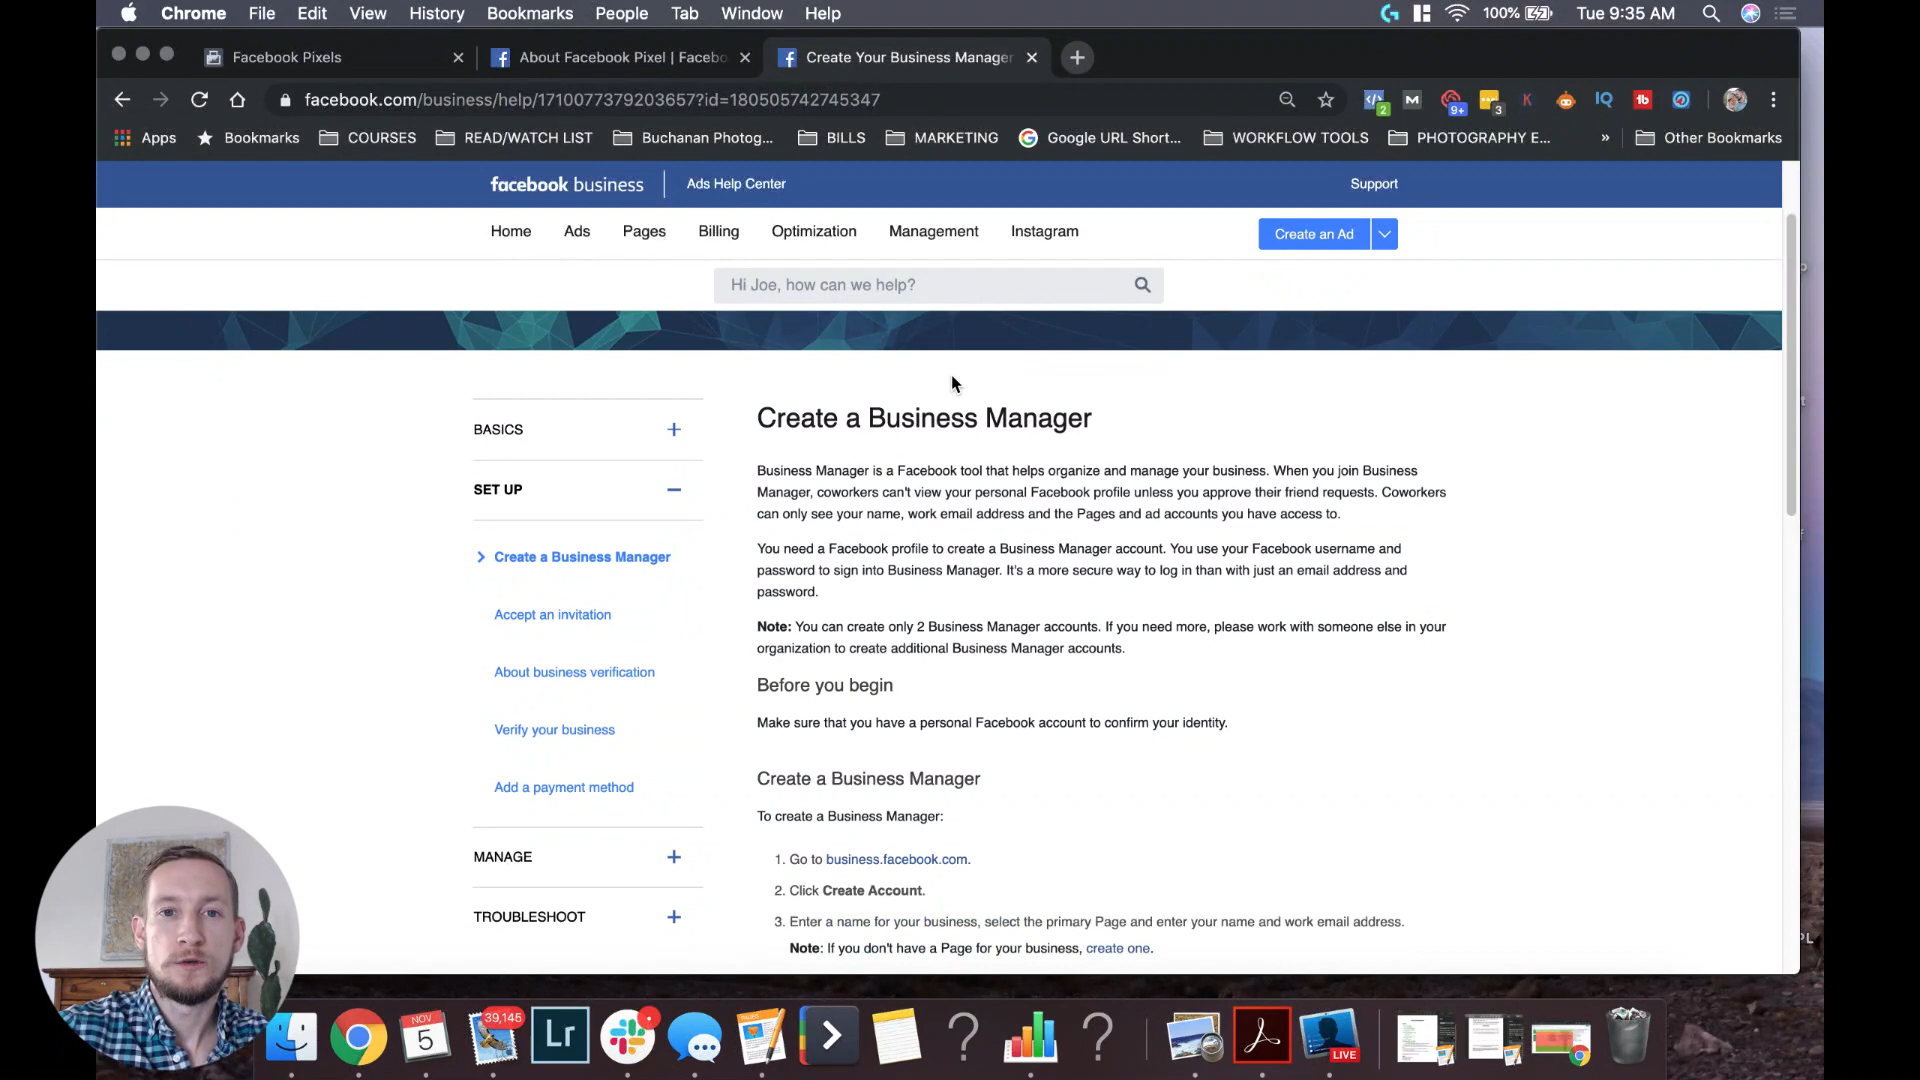 Chrome File Edit View History Bookmarks People Tab Window Help 100% Tue 9:35 AM
Facebook Pixels About Facebook Pixel | Facebo Create Your Business Manager
facebook.com/business/help/1710077379203657?id=180505742745347
2 M 9+ 3 K IQ tb
Apps Bookmarks COURSES READ/WATCH LIST Buchanan Photog... BILLS MARKETING Google URL Short... WORKFLOW TOOLS PHOTOGRAPHY E... » Other Bookmarks
facebook business Ads Help Center Support
Home Ads Pages Billing Optimization Management Instagram Create an Ad
Hi Joe, how can we help?
BASICS
SET UP
Create a Business Manager
Accept an invitation
About business verification
Verify your business
Add a payment method
MANAGE
TROUBLESHOOT
Create a Business Manager
Business Manager is a Facebook tool that helps organize and manage your business. When you join Business
Manager, coworkers can't view your personal Facebook profile unless you approve their friend requests. Coworkers
can only see your name, work email address and the Pages and ad accounts you have access to.
You need a Facebook profile to create a Business Manager account. You use your Facebook username and
password to sign into Business Manager. It's a more secure way to log in than with just an email address and
password.
Note: You can create only 2 Business Manager accounts. If you need more, please work with someone else in your
organization to create additional Business Manager accounts.
Before you begin
Make sure that you have a personal Facebook account to confirm your identity.
Create a Business Manager
To create a Business Manager:
1. Go to business.facebook.com.
2. Click Create Account.
3. Enter a name for your business, select the primary Page and enter your name and work email address.
Note: If you don't have a Page for your business, create one.
NOV
5
39,145
Lr
LIVE